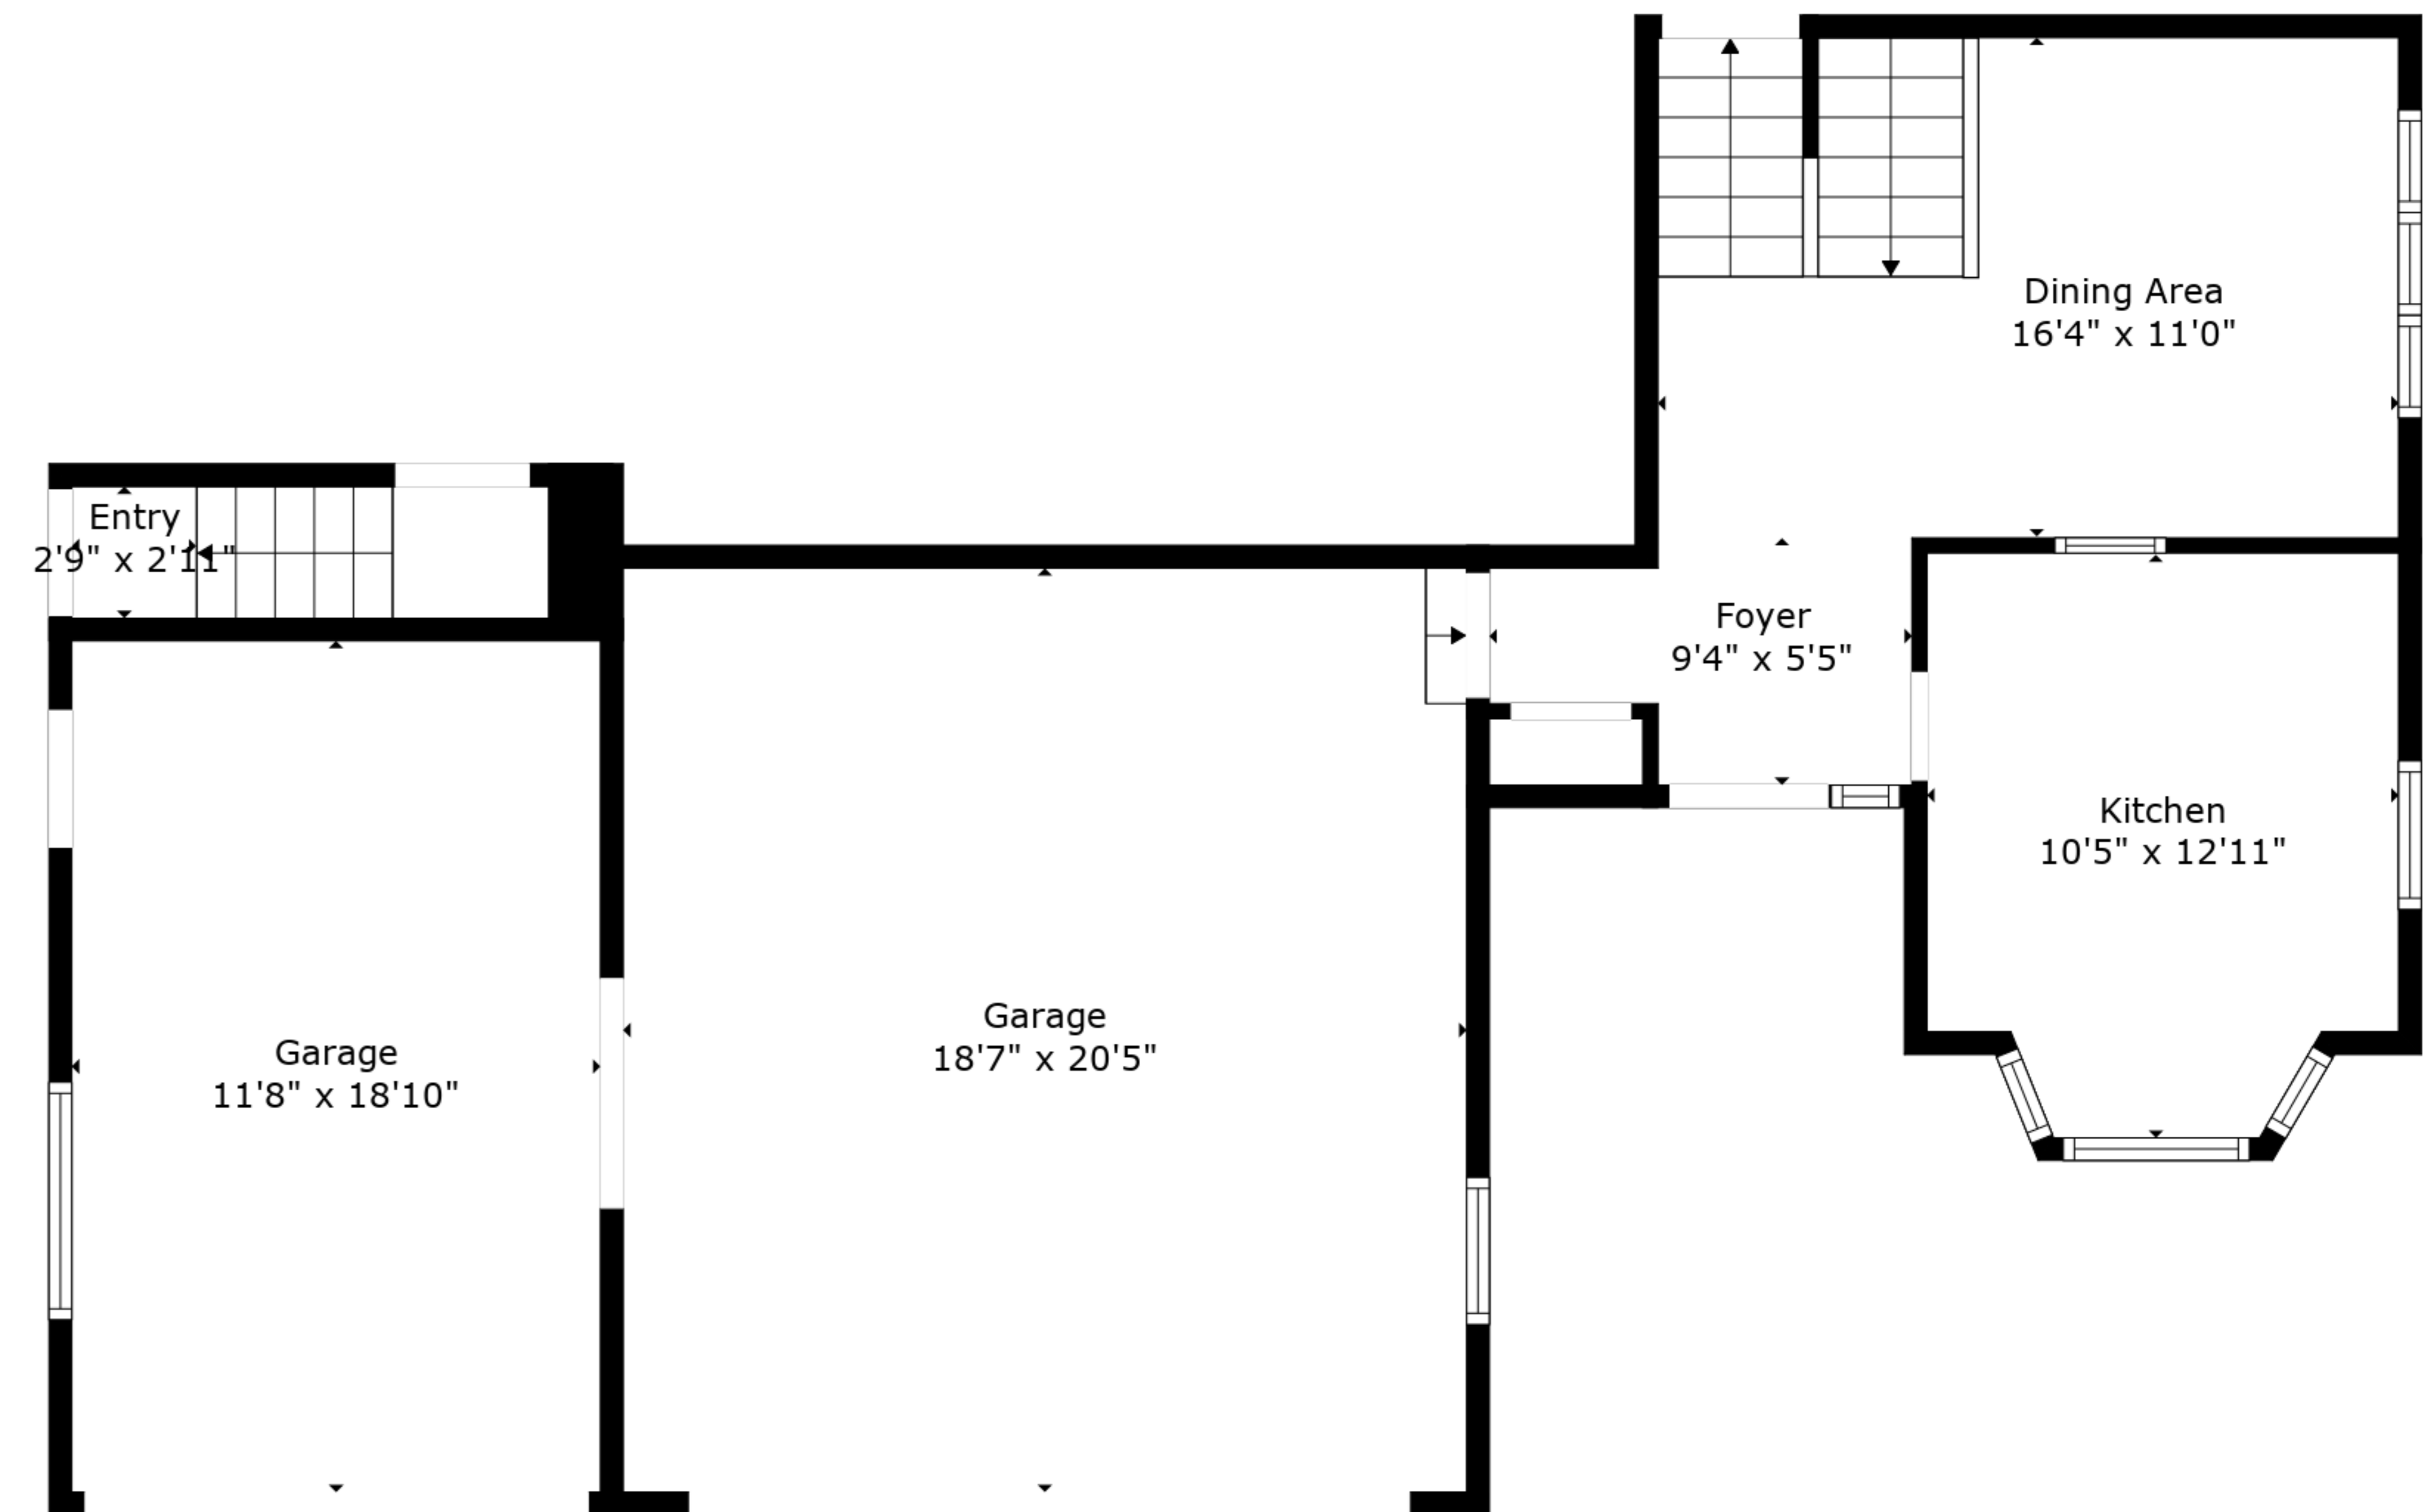 Dining Area
16'4" x 11'0"
Entry
2'9" x 2'11"
Foyer
9'4" x 5'5"
Kitchen
10'5" x 12'11"
Garage
18'7" x 20'5"
Garage
11'8" x 18'10"